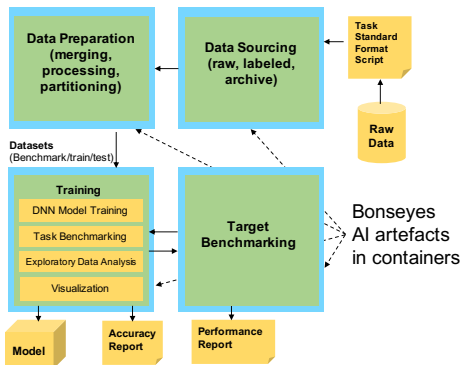 Data Preparation
(merging,
processing,
partitioning)
Data Sourcing
(raw, labeled,
archive)
Task
Standard
Format
Script
Raw
Data
Datasets
(Benchmark/train/test)
Training
DNN Model Training
Task Benchmarking
Exploratory Data Analysis
Visualization
Target
Benchmarking
Bonseyes
AI artefacts
in containers
Model
Accuracy
Report
Performance
Report